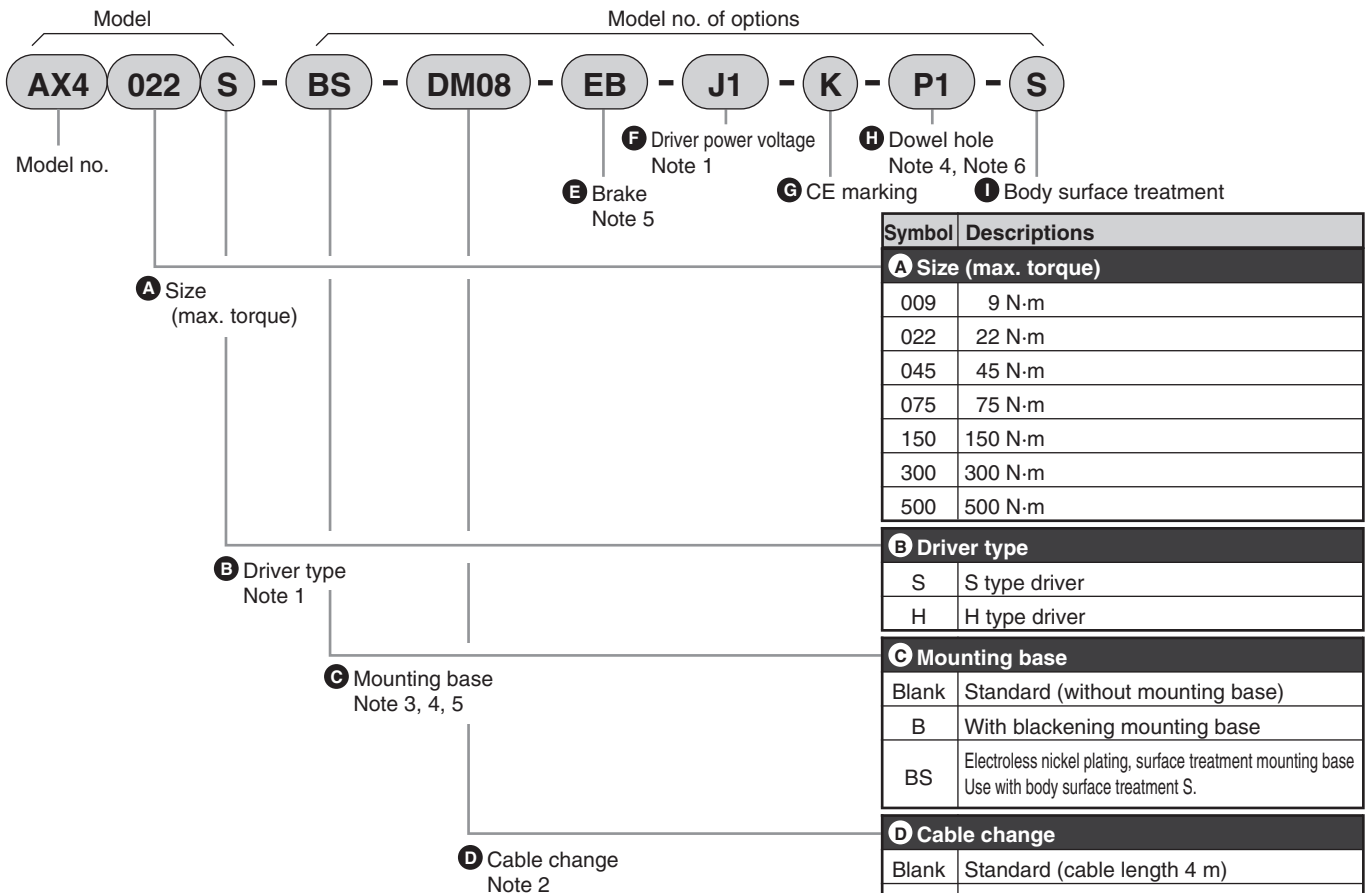 Model
Model no. of options
AX4 022 S - BS - DM08 - EB - J1 - K - P1 - S
Model no.
F Driver power voltage
Note 1
H Dowel hole
Note 4, Note 6
E Brake
Note 5
G CE marking
I Body surface treatment
A Size
(max. torque)
B Driver type
Note 1
C Mounting base
Note 3, 4, 5
D Cable change
Note 2
Symbol Descriptions
A Size (max. torque)
009 9 N·m
022 22 N·m
045 45 N·m
075 75 N·m
150 150 N·m
300 300 N·m
500 500 N·m
B Driver type
S S type driver
H H type driver
C Mounting base
Blank Standard (without mounting base)
B With blackening mounting base
BS Electroless nickel plating, surface treatment mounting base
Use with body surface treatment S.
D Cable change
Blank Standard (cable length 4 m)